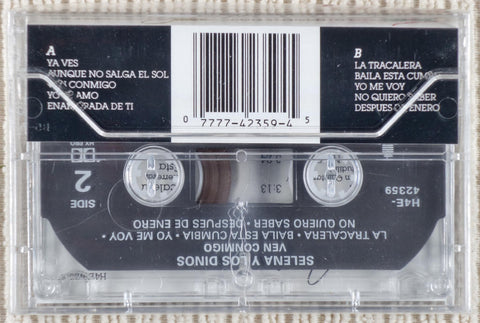 A
YA VES
AUNQUE NO SALGA EL SOL
CONMIGO
YO AMO
ENAMORADA DE TI
B
LA TRACALERA
BAILA ESTA
YO ME VOY
NO QUIERO SABER
DESPUES DE ENERO
0 7777-42359-4 5
SIDE 2
3:13
H4E-
42359
LA TRACALERA • BAILA ESTA CUMBIA • YO ME VOY •
NO QUIERO SABER • DESPUES DE ENERO
VEN CONMIGO
SELENA Y LOS DINOS